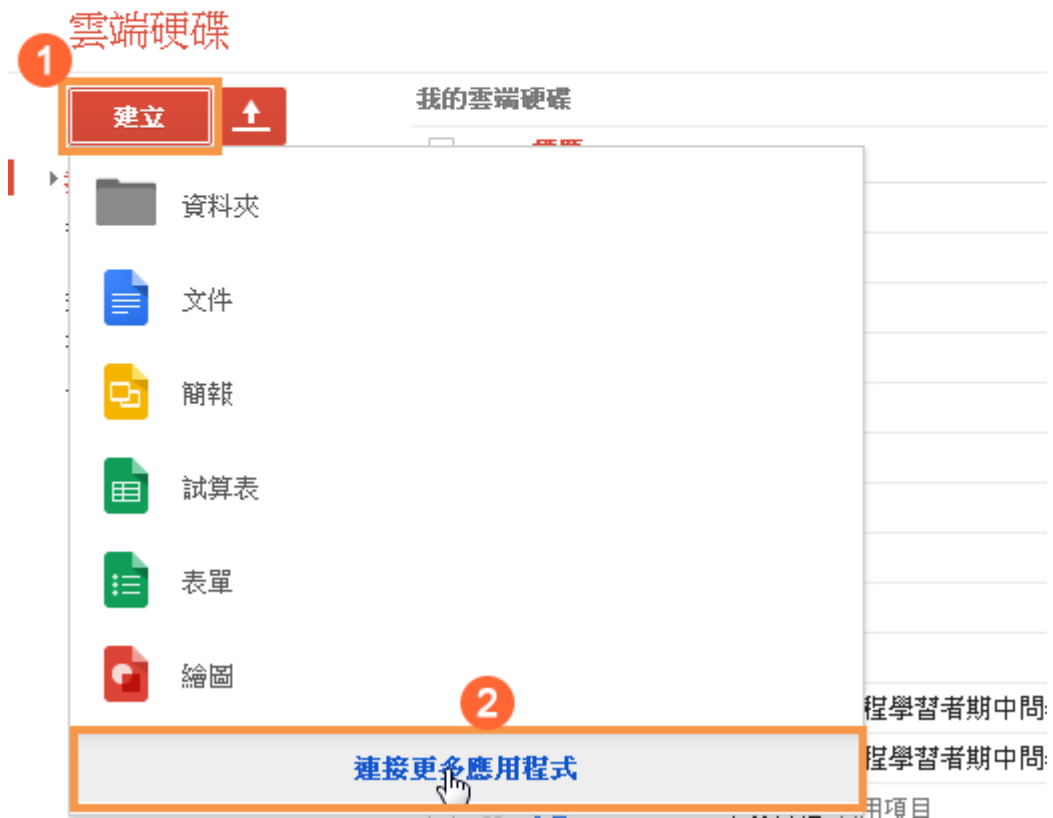 雲端硬碟
1
建立
我的雲端硬碟
標題
資料夾
文件
簡報
試算表
表單
繪圖
2
程學習者期中問
連接更多應用程式
程學習者期中問
用項目